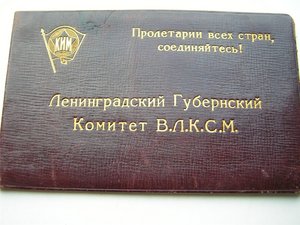 КИМ
Пролетарии всех стран,
соединяйтесь!
Ленинградский Губернский
Комитет В.Л.К.С.М.